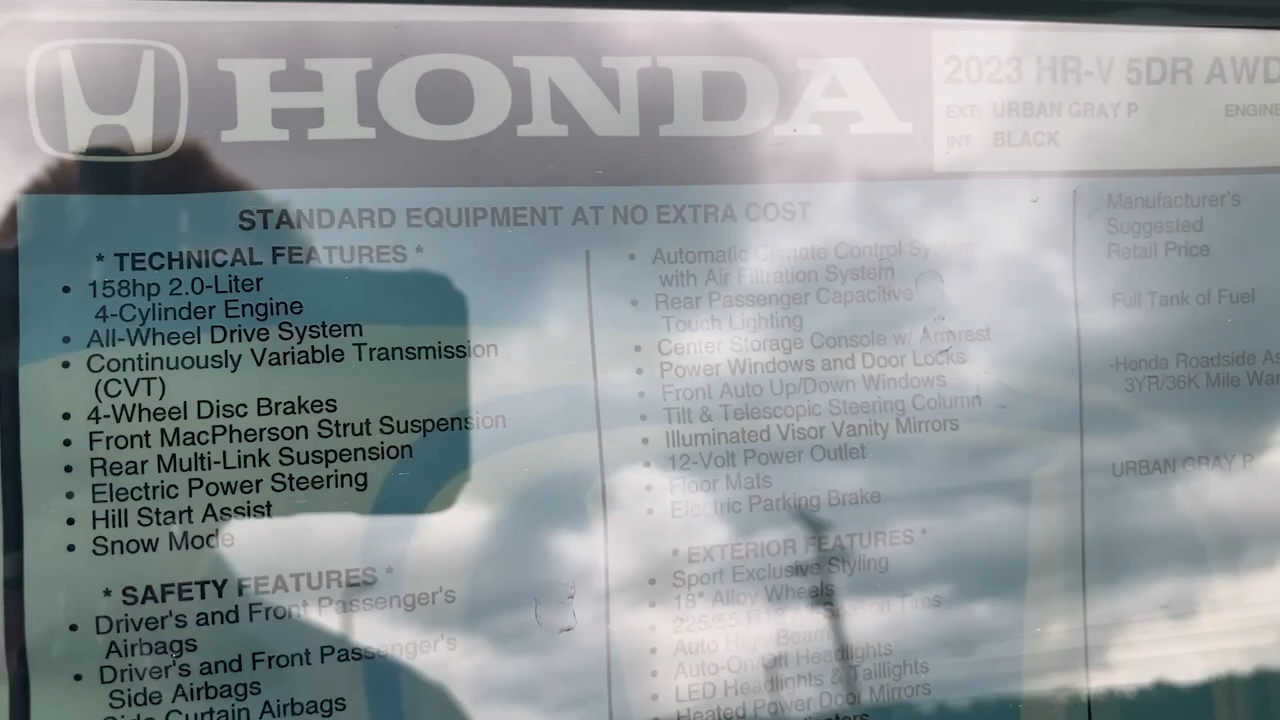 HONDA
2023 HR-V 5DR AWD
EXT: URBAN GRAY P ENGINE
INT BLACK
STANDARD EQUIPMENT AT NO EXTRA COST
* TECHNICAL FEATURES *
• 158hp 2.0-Liter
4-Cylinder Engine
• All-Wheel Drive System
• Continuously Variable Transmission
(CVT)
• 4-Wheel Disc Brakes
• Front MacPherson Strut Suspension
• Rear Multi-Link Suspension
• Electric Power Steering
• Hill Start Assist
• Snow Mode
* SAFETY FEATURES *
• Driver's and Front Passenger's
Airbags
• Driver's and Front Passenger's
Side Airbags
Side Curtain Airbags
• Automatic Climate Control System
with Air Filtration System
• Rear Passenger Capacitive
Touch Lighting
• Center Storage Console w/ Armrest
• Power Windows and Door Locks
• Front Auto Up/Down Windows
• Tilt & Telescopic Steering Column
• Illuminated Visor Vanity Mirrors
• 12-Volt Power Outlet
• Floor Mats
• Electric Parking Brake
* EXTERIOR FEATURES *
• Sport Exclusive Styling
• 18" Alloy Wheels
• 225/55 Tires
• Auto High Beam
• Auto-On/Off Headlights
• LED Headlights & Taillights
• Heated Power Door Mirrors
Manufacturer's
Suggested
Retail Price
Full Tank of Fuel
-Honda Roadside As
3YR/36K Mile War
URBAN GRAY P